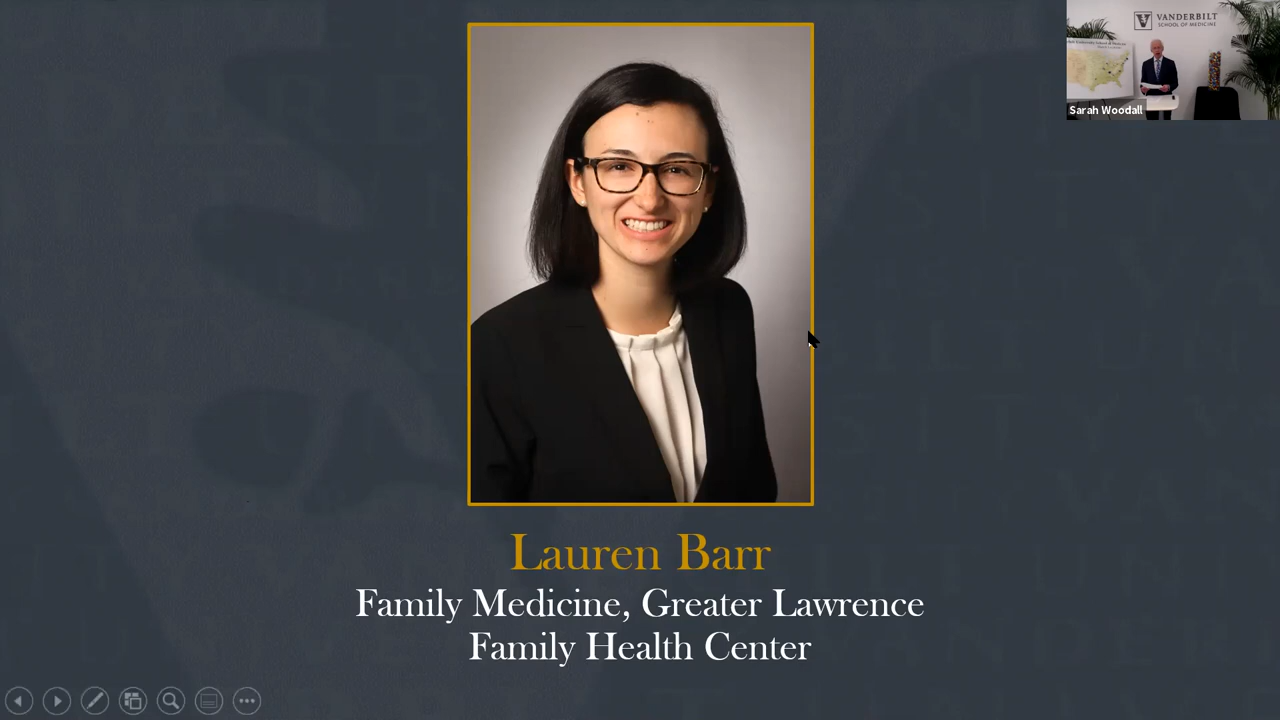 VANDERBILT
SCHOOL OF MEDICINE
Sarah Woodall
Lauren Barr
Family Medicine, Greater Lawrence
Family Health Center